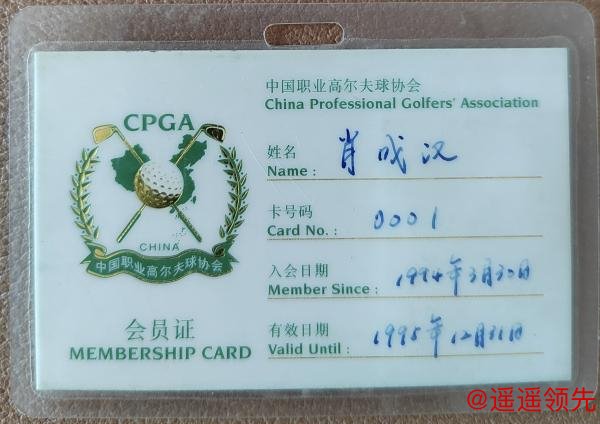 中国职业高尔夫球协会
China Professional Golfers' Association
CPGA
CHINA
中国职业高尔夫球协会
会员证
MEMBERSHIP CARD
姓名
Name : 肖成汉
卡号码
Card No. : 0001
入会日期
Member Since : 1994年3月30日
有效日期
Valid Until : 1995年12月31日
@遥遥领先